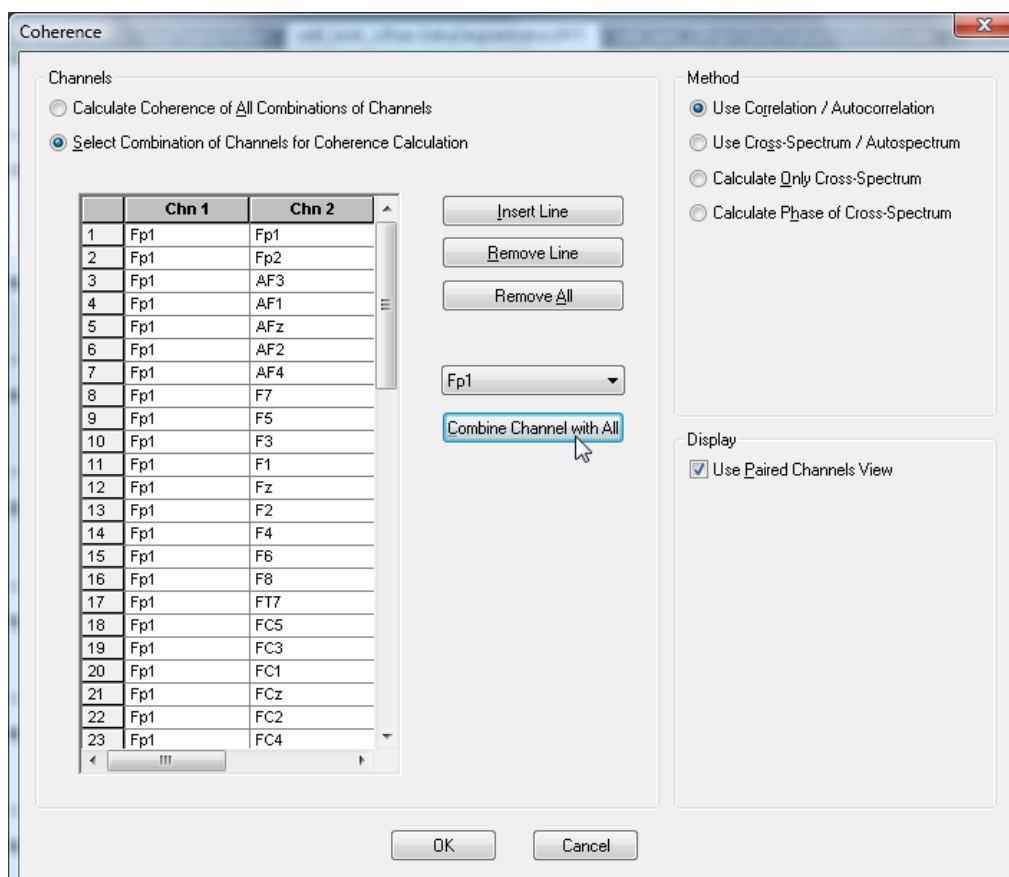 Coherence
Channels
Calculate Coherence of All Combinations of Channels
Select Combination of Channels for Coherence Calculation
Chn 1 Chn 2
1 Fp1 Fp1
2 Fp1 Fp2
3 Fp1 AF3
4 Fp1 AF1
5 Fp1 AFz
6 Fp1 AF2
7 Fp1 AF4
8 Fp1 F7
9 Fp1 F5
10 Fp1 F3
11 Fp1 F1
12 Fp1 Fz
13 Fp1 F2
14 Fp1 F4
15 Fp1 F6
16 Fp1 F8
17 Fp1 FT7
18 Fp1 FC5
19 Fp1 FC3
20 Fp1 FC1
21 Fp1 FCz
22 Fp1 FC2
23 Fp1 FC4
Insert Line
Remove Line
Remove All
Fp1
Combine Channel with All
Method
Use Correlation / Autocorrelation
Use Cross-Spectrum / Autospectrum
Calculate Only Cross-Spectrum
Calculate Phase of Cross-Spectrum
Display
Use Paired Channels View
OK
Cancel